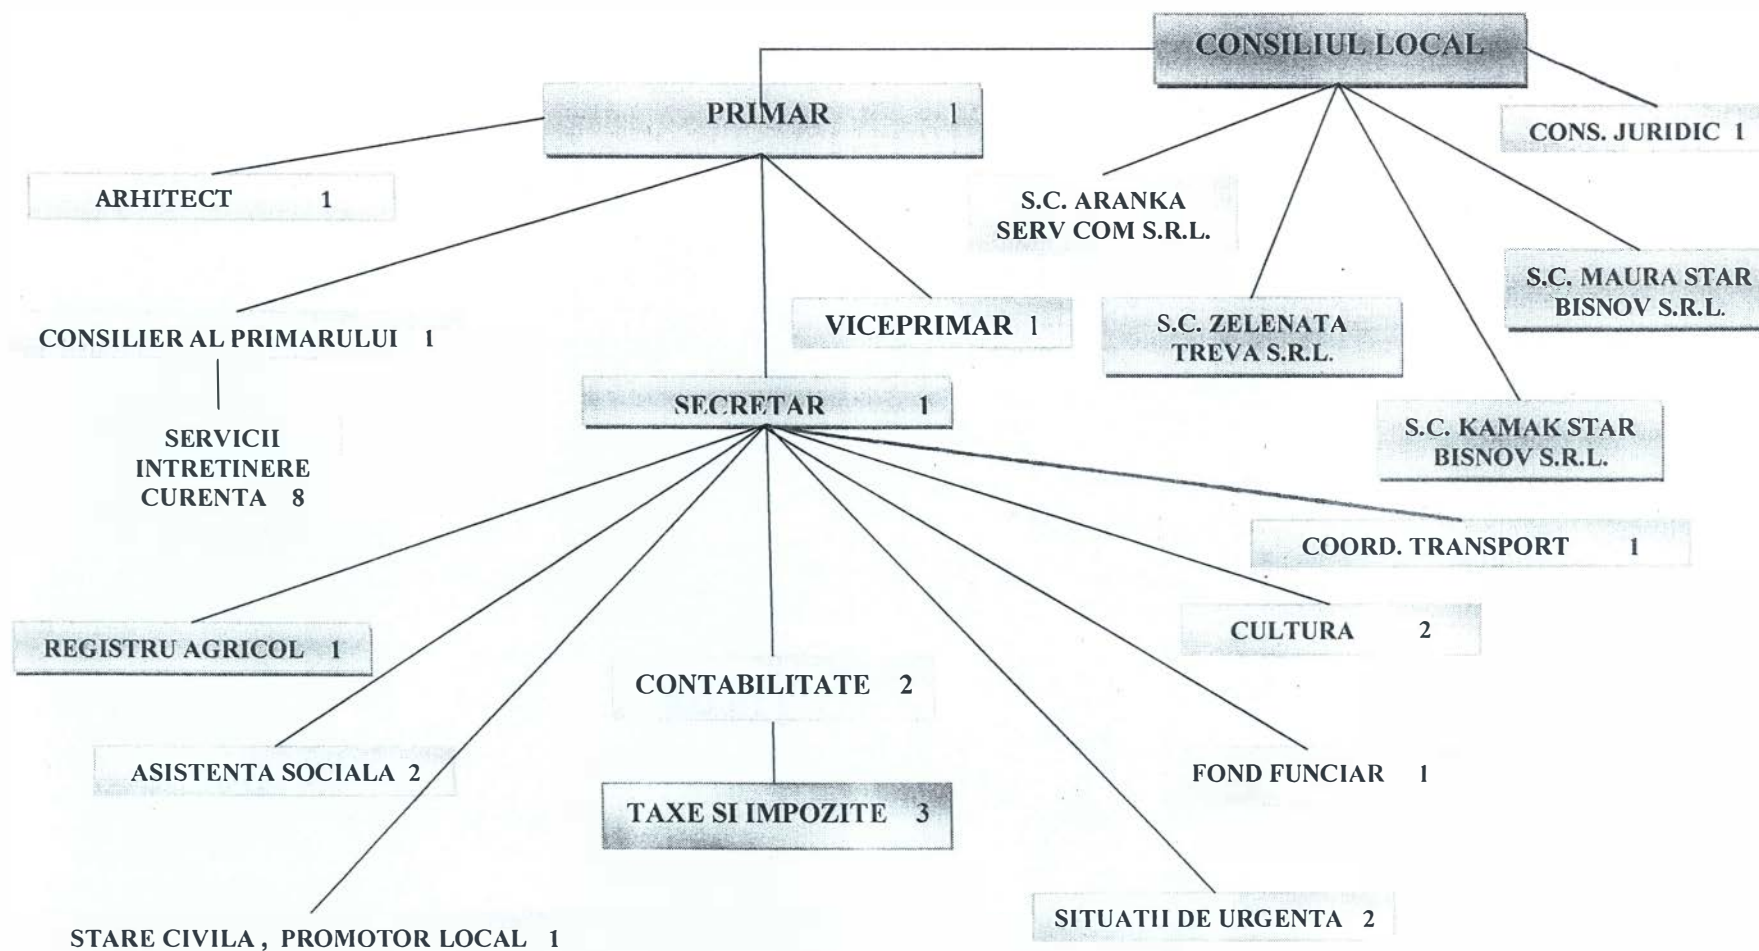 CONSILIUL LOCAL
PRIMAR 1
CONS. JURIDIC 1
ARHITECT 1
S.C. ARANKA
SERV COM S.R.L.
S.C. MAURA STAR
BISNOV S.R.L.
CONSILIER AL PRIMARULUI 1
VICEPRIMAR 1
S.C. ZELENATA
TREVA S.R.L.
SECRETAR 1
S.C. KAMAK STAR
BISNOV S.R.L.
SERVICII
INTRETINERE
CURENTA 8
COORD. TRANSPORT 1
CULTURA 2
REGISTRU AGRICOL 1
CONTABILITATE 2
ASISTENTA SOCIALA 2
FOND FUNCIAR 1
TAXE SI IMPOZITE 3
SITUATII DE URGENTA 2
STARE CIVILA , PROMOTOR LOCAL 1